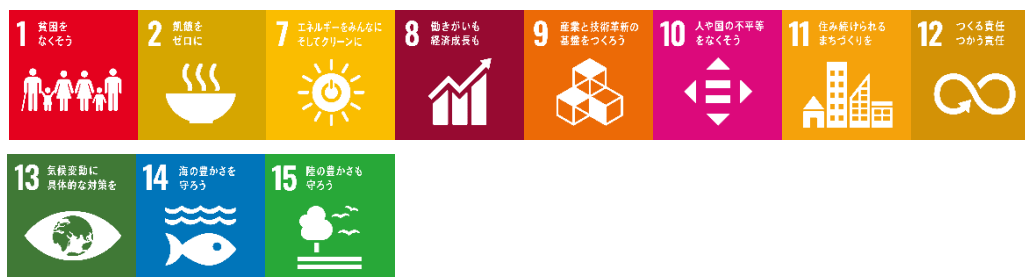 1 貧困を
なくそう
2 飢餓を
ゼロに
7 エネルギーをみんなに
そしてクリーンに
8 働きがいも
経済成長も
9 産業と技術革新の
基盤をつくろう
10 人や国の不平等
をなくそう
11 住み続けられる
まちづくりを
12 つくる責任
つかう責任
13 気候変動に
具体的な対策を
14 海の豊かさを
守ろう
15 陸の豊かさも
守ろう